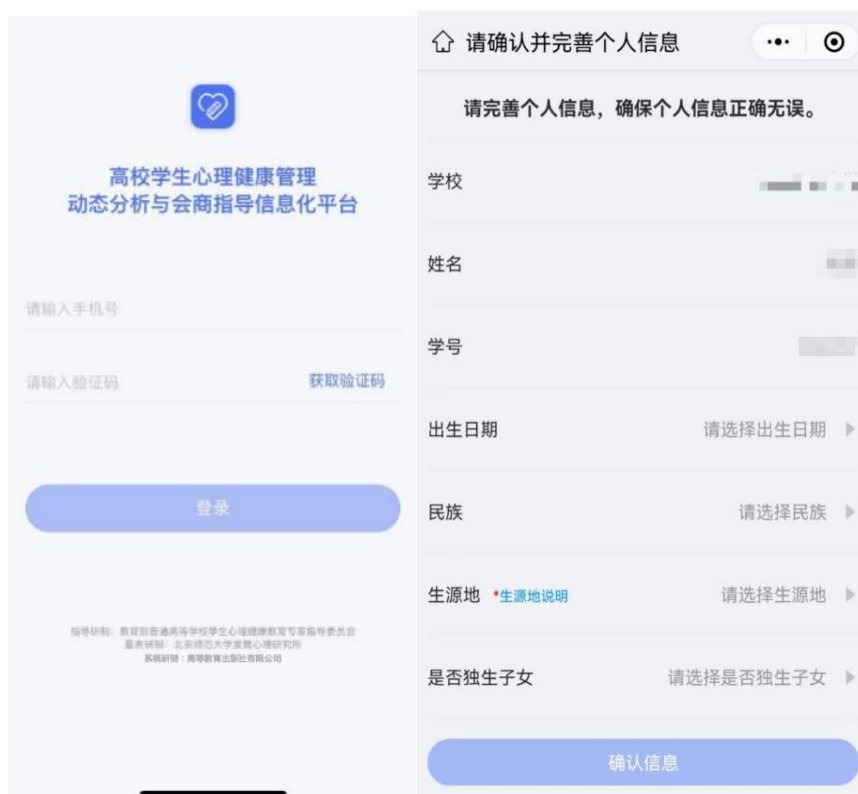 高校学生心理健康管理
动态分析与会商指导信息化平台
请输入手机号
请输入验证码 获取验证码
登录
指导研制：教育部普通高等学校学生心理健康教育专家指导委员会
量表研制：北京师范大学发展心理研究所
系统研制：高等教育出版社有限公司
请确认并完善个人信息
请完善个人信息，确保个人信息正确无误。
学校
姓名
学号
出生日期 请选择出生日期
民族 请选择民族
生源地 *生源地说明 请选择生源地
是否独生子女 请选择是否独生子女
确认信息